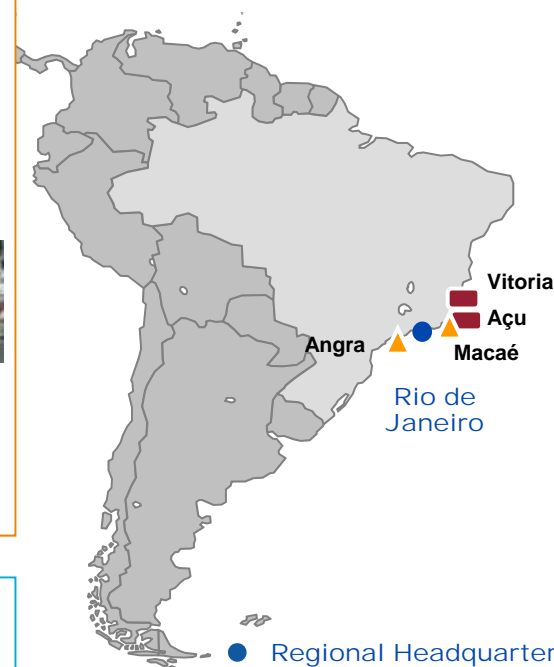 Vitoria
Açu
Angra
Macaé
Rio de
Janeiro
Regional Headquarter